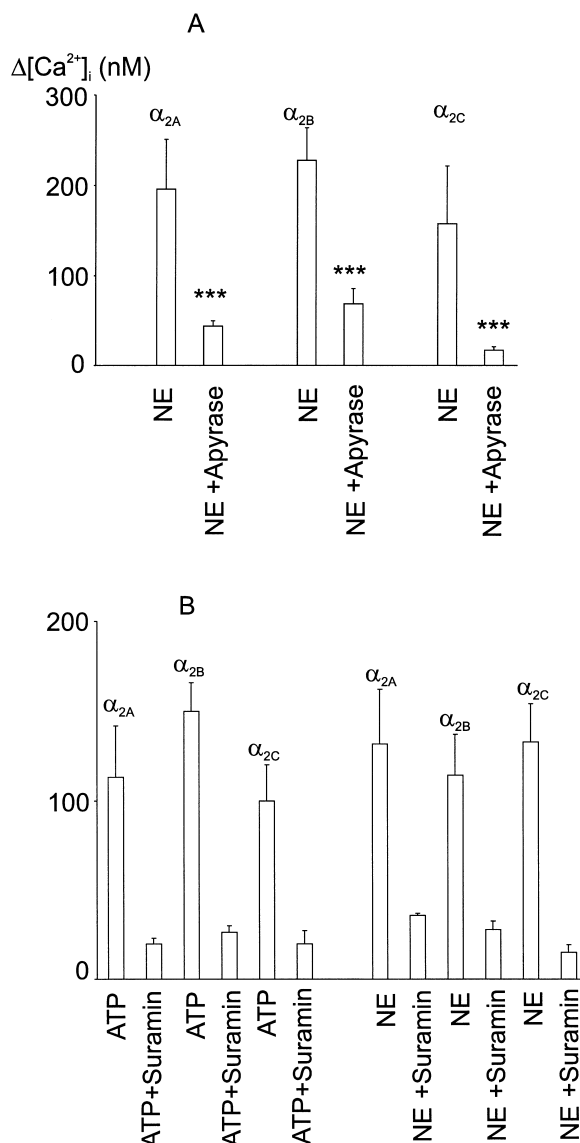 A
Δ[Ca²⁺]ᵢ (nM)
300
α2A α2B α2C
200
100
*** *** ***
0
NE NE +Apyrase NE NE +Apyrase NE NE +Apyrase
B
200
α2A α2B α2C α2A α2B α2C
100
0
ATP ATP+Suramin ATP ATP+Suramin ATP ATP+Suramin NE NE +Suramin NE NE +Suramin NE NE +Suramin